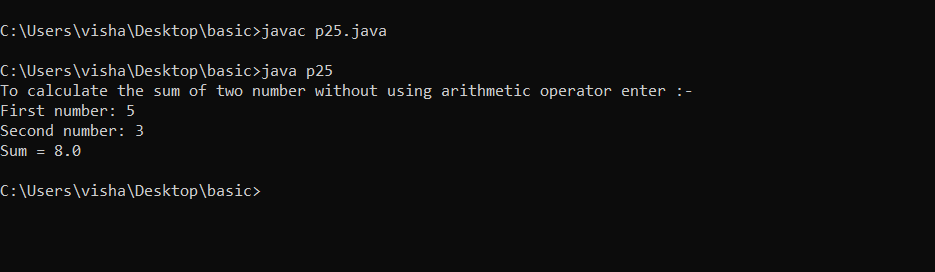 C:\Users\visha\Desktop\basic>javac p25.java
C:\Users\visha\Desktop\basic>java p25
To calculate the sum of two number without using arithmetic operator enter :-
First number: 5
Second number: 3
Sum = 8.0
C:\Users\visha\Desktop\basic>